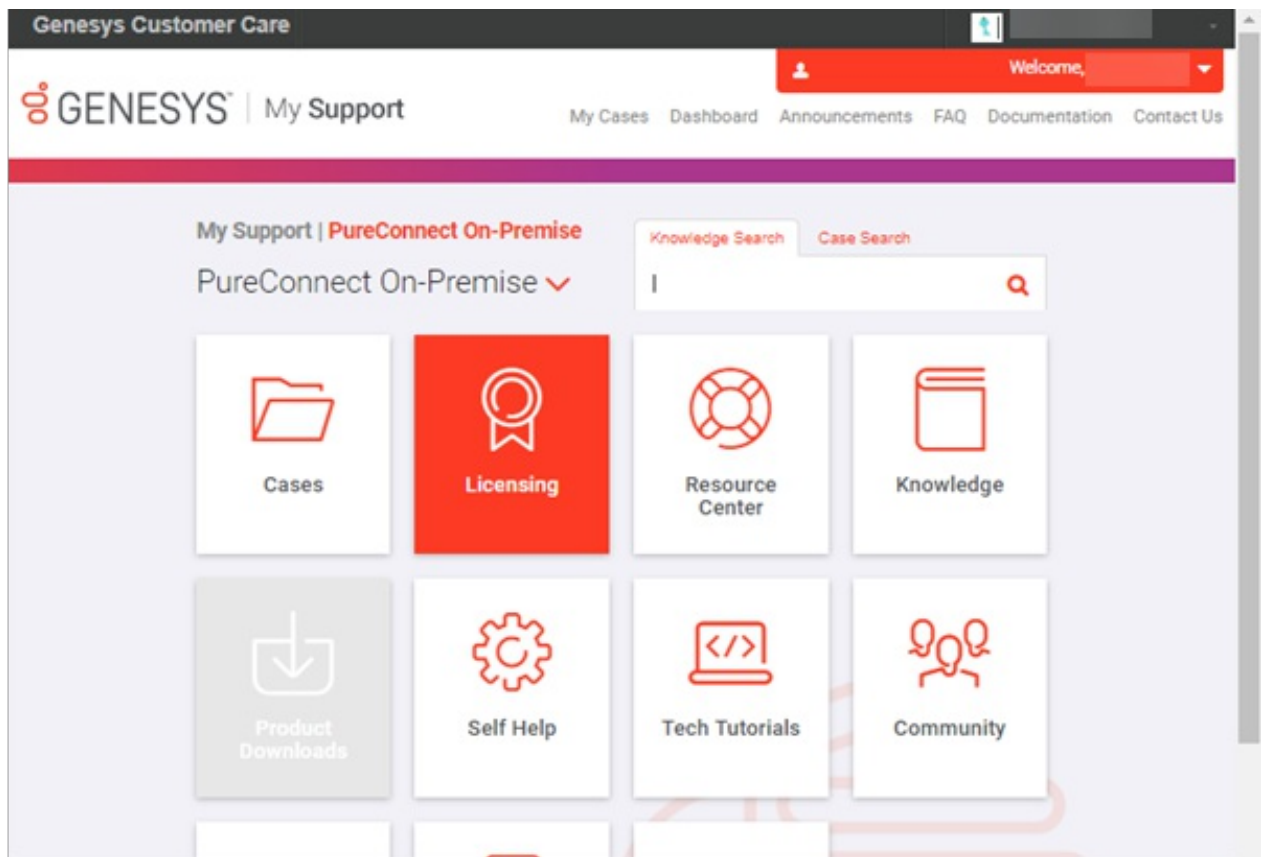 Genesys Customer Care
Welcome,
GENESYS™ | My Support
My Cases Dashboard Announcements FAQ Documentation Contact Us
My Support | PureConnect On-Premise
Knowledge Search Case Search
PureConnect On-Premise
Cases
Licensing
Resource
Center
Knowledge
</>
Product
Downloads
Self Help
Tech Tutorials
Community